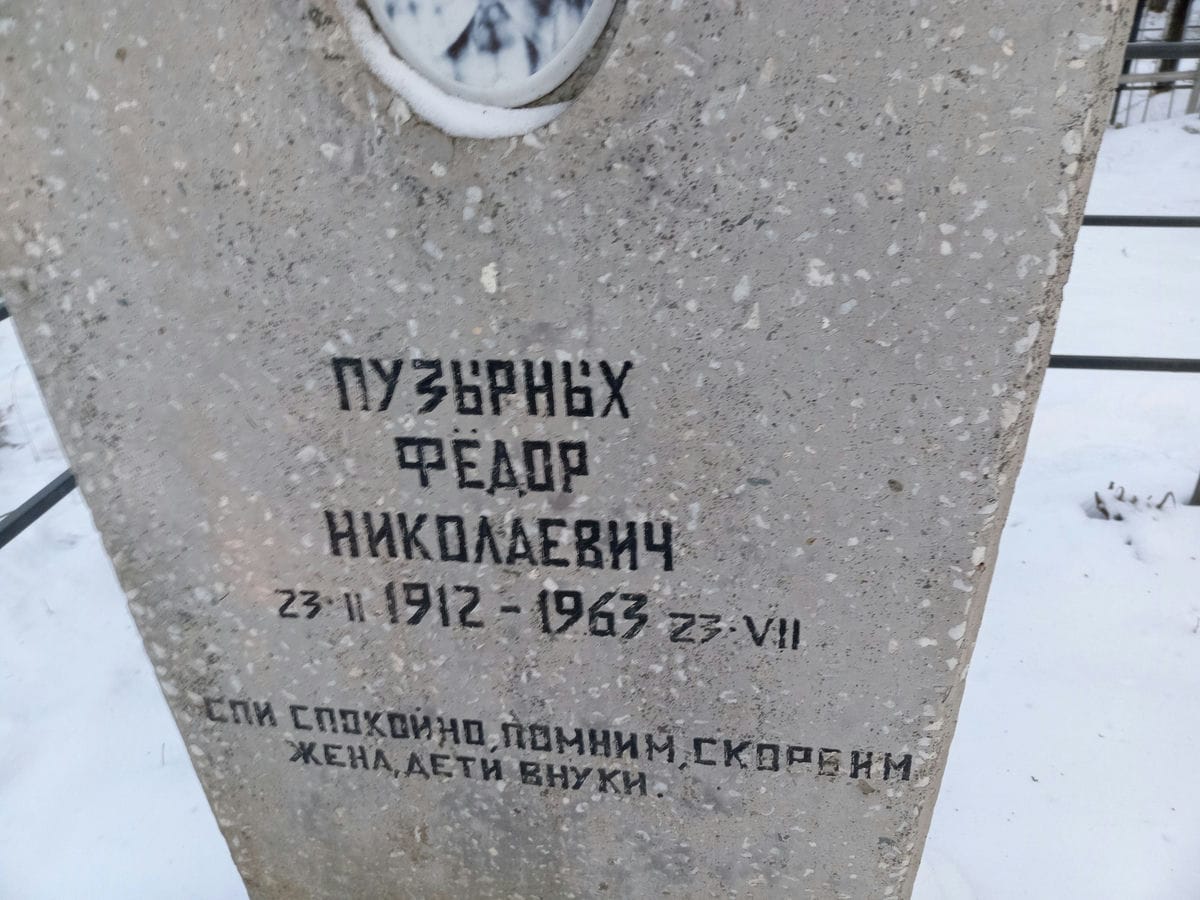 ПУЗЫРНЫХ
ФЁДОР
НИКОЛАЕВИЧ
23·II 1912 – 1963 23·VII
СПИ СПОКОЙНО, ПОМНИМ, СКОРБИМ
ЖЕНА, ДЕТИ ВНУКИ.